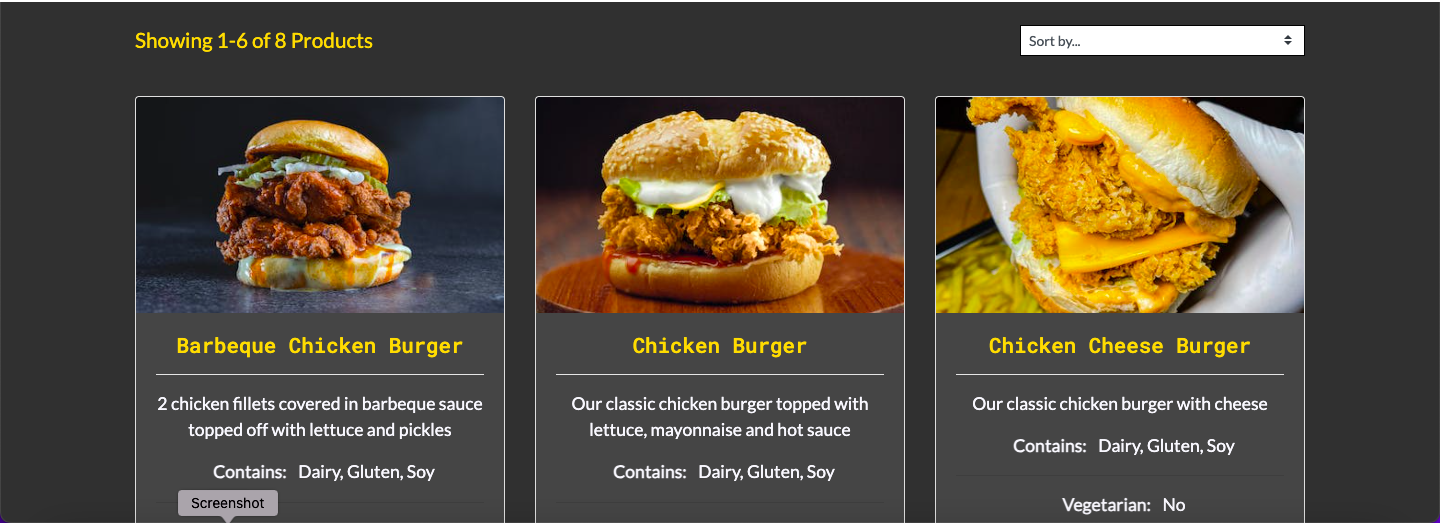 Showing 1-6 of 8 Products
Sort by...
Barbeque Chicken Burger
2 chicken fillets covered in barbeque sauce
topped off with lettuce and pickles
Contains: Dairy, Gluten, Soy
Screenshot
Chicken Burger
Our classic chicken burger topped with
lettuce, mayonnaise and hot sauce
Contains: Dairy, Gluten, Soy
Chicken Cheese Burger
Our classic chicken burger with cheese
Contains: Dairy, Gluten, Soy
Vegetarian: No